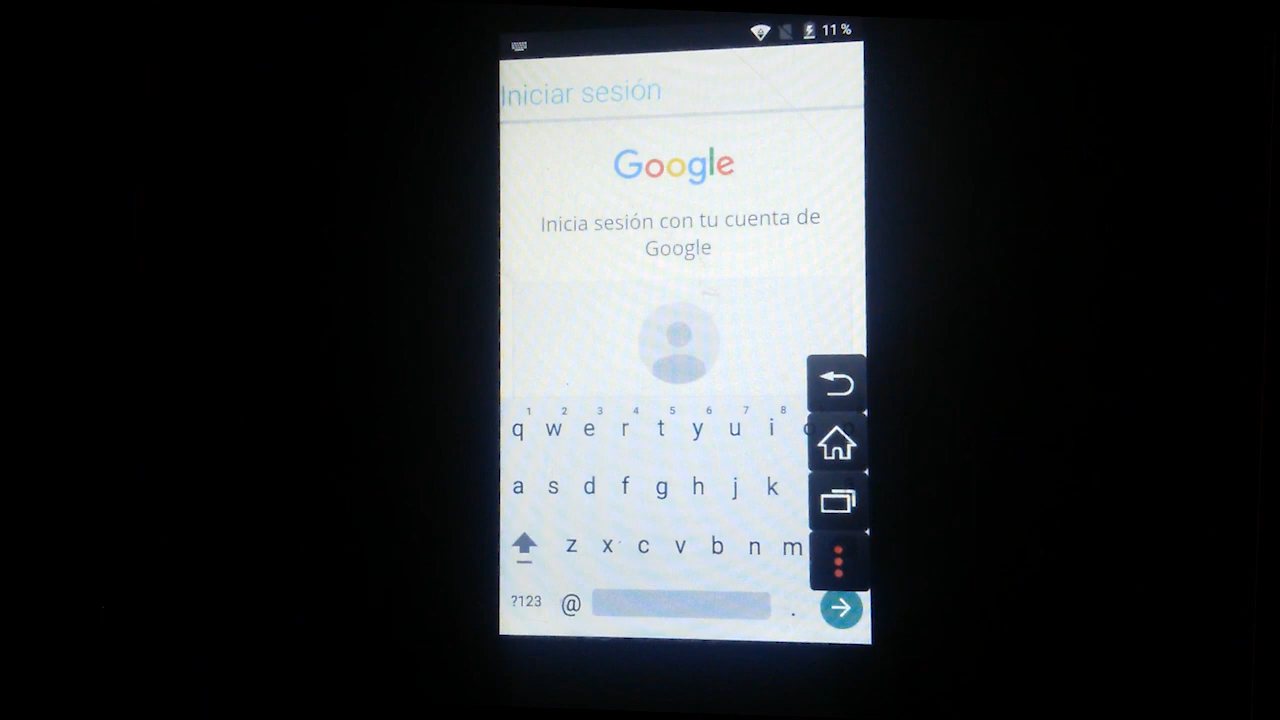 11 %
Iniciar sesión
Google
Inicia sesión con tu cuenta de
Google
1 2 3 4 5 6 7 8
q w e r t y u i o p
a s d f g h j k
z x c v b n m
?123 @ .